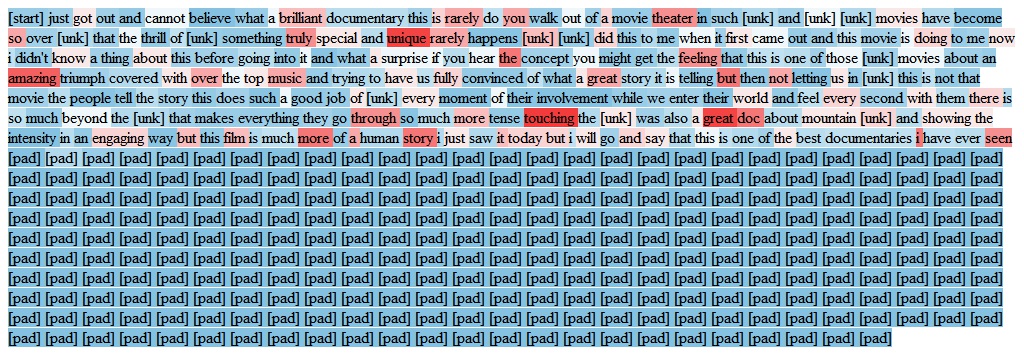 [start] just got out and cannot believe what a brilliant documentary this is rarely do you walk out of a movie theater in such [unk] and [unk] [unk] movies have become
so over [unk] that the thrill of [unk] something truly special and unique rarely happens [unk] [unk] did this to me when it first came out and this movie is doing to me now
i didn't know a thing about this before going into it and what a surprise if you hear the concept you might get the feeling that this is one of those [unk] movies about an
amazing triumph covered with over the top music and trying to have us fully convinced of what a great story it is telling but then not letting us in [unk] this is not that
movie the people tell the story this does such a good job of [unk] every moment of their involvement while we enter their world and feel every second with them there is
so much beyond the [unk] that makes everything they go through so much more tense touching the [unk] was also a great doc about mountain [unk] and showing the
intensity in an engaging way but this film is much more of a human story i just saw it today but i will go and say that this is one of the best documentaries i have ever seen
[pad] [pad] [pad] [pad] [pad] [pad] [pad] [pad] [pad] [pad] [pad] [pad] [pad] [pad] [pad] [pad] [pad] [pad] [pad] [pad] [pad] [pad] [pad] [pad] [pad] [pad] [pad]
[pad] [pad] [pad] [pad] [pad] [pad] [pad] [pad] [pad] [pad] [pad] [pad] [pad] [pad] [pad] [pad] [pad] [pad] [pad] [pad] [pad] [pad] [pad] [pad] [pad] [pad] [pad]
[pad] [pad] [pad] [pad] [pad] [pad] [pad] [pad] [pad] [pad] [pad] [pad] [pad] [pad] [pad] [pad] [pad] [pad] [pad] [pad] [pad] [pad] [pad] [pad] [pad] [pad] [pad]
[pad] [pad] [pad] [pad] [pad] [pad] [pad] [pad] [pad] [pad] [pad] [pad] [pad] [pad] [pad] [pad] [pad] [pad] [pad] [pad] [pad] [pad] [pad] [pad] [pad] [pad] [pad]
[pad] [pad] [pad] [pad] [pad] [pad] [pad] [pad] [pad] [pad] [pad] [pad] [pad] [pad] [pad] [pad] [pad] [pad] [pad] [pad] [pad] [pad] [pad] [pad] [pad] [pad] [pad]
[pad] [pad] [pad] [pad] [pad] [pad] [pad] [pad] [pad] [pad] [pad] [pad] [pad] [pad] [pad] [pad] [pad] [pad] [pad] [pad] [pad] [pad] [pad] [pad] [pad] [pad] [pad]
[pad] [pad] [pad] [pad] [pad] [pad] [pad] [pad] [pad] [pad] [pad] [pad] [pad] [pad] [pad] [pad] [pad] [pad] [pad] [pad] [pad] [pad] [pad] [pad] [pad] [pad] [pad]
[pad] [pad] [pad] [pad] [pad] [pad] [pad] [pad] [pad] [pad] [pad] [pad] [pad] [pad] [pad] [pad] [pad] [pad] [pad] [pad] [pad] [pad] [pad] [pad] [pad] [pad] [pad]
[pad] [pad] [pad] [pad] [pad] [pad] [pad] [pad] [pad] [pad] [pad] [pad] [pad] [pad] [pad] [pad] [pad] [pad] [pad] [pad] [pad] [pad] [pad] [pad] [pad] [pad] [pad]
[pad] [pad] [pad] [pad] [pad] [pad] [pad] [pad] [pad] [pad] [pad] [pad] [pad] [pad] [pad] [pad] [pad] [pad] [pad] [pad] [pad] [pad] [pad] [pad]